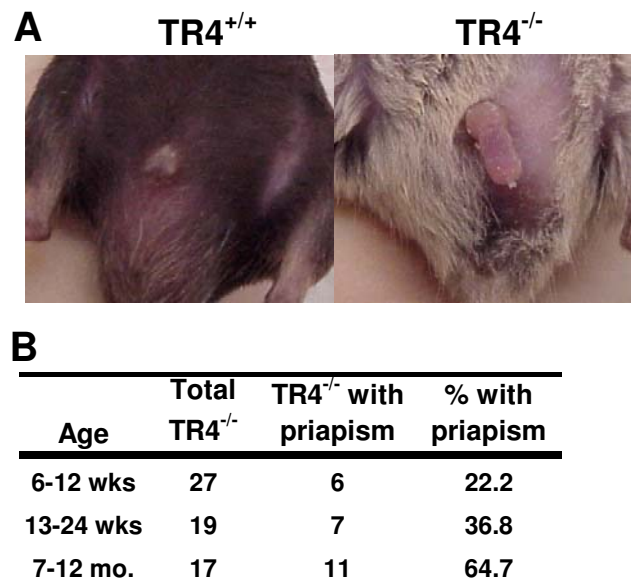 A
TR4+/+ TR4-/-
B
Age Total TR4-/- TR4-/- with priapism % with priapism
6-12 wks 27 6 22.2
13-24 wks 19 7 36.8
7-12 mo. 17 11 64.7